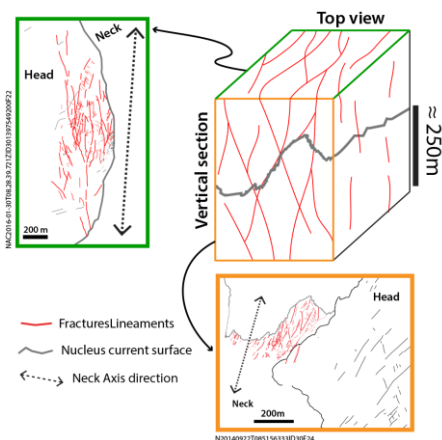 Top view
Neck
Head
NAC2016-01-30T08.28.39.721ZID301397549200F22
200 m
Vertical section
≈ 250m
FracturesLineaments
Nucleus current surface
Neck Axis direction
Head
Neck
200m
N20140922T085156333ID30F24